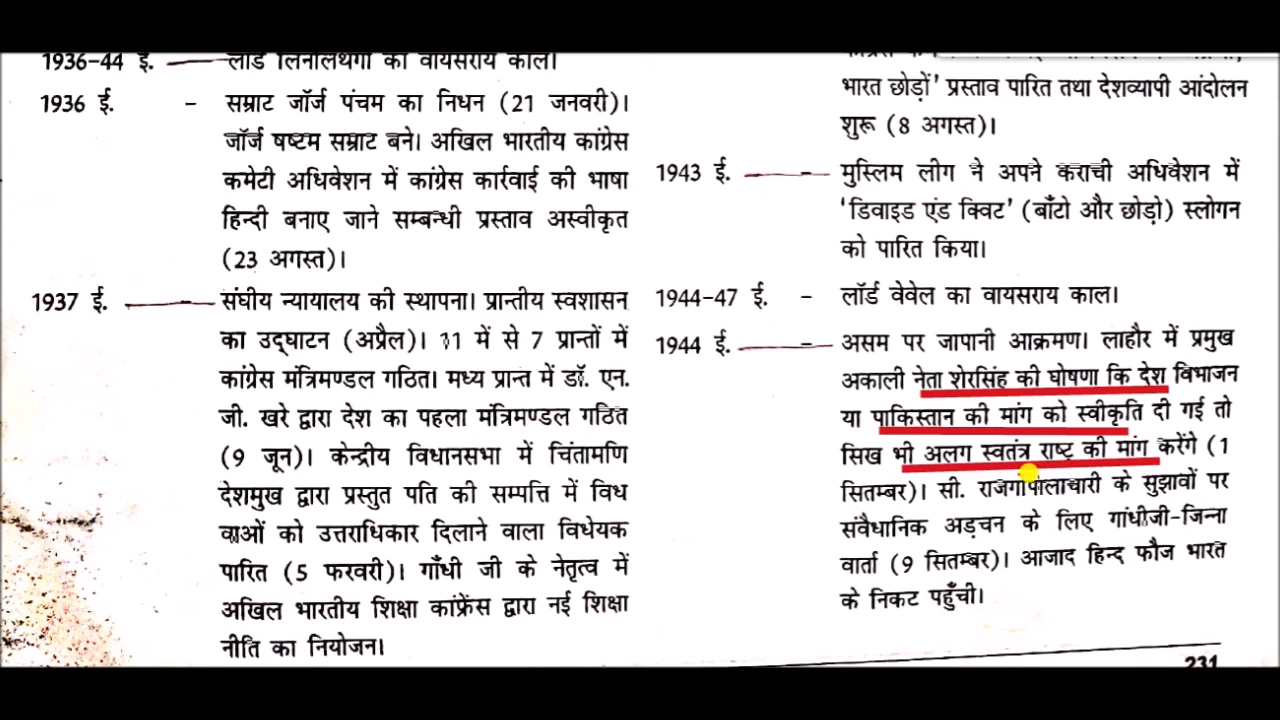 1936-44 ई. लॉर्ड लिनलिथगो का वायसराय काल।
1936 ई. - सम्राट जॉर्ज पंचम का निधन (21 जनवरी)।
जॉर्ज षष्टम सम्राट बने। अखिल भारतीय कांग्रेस
कमेटी अधिवेशन में कांग्रेस कार्रवाई की भाषा
हिन्दी बनाए जाने सम्बन्धी प्रस्ताव अस्वीकृत
(23 अगस्त)।
1937 ई. - संघीय न्यायालय की स्थापना। प्रान्तीय स्वशासन
का उद्घाटन (अप्रैल)। 11 में से 7 प्रान्तों में
कांग्रेस मंत्रिमण्डल गठित। मध्य प्रान्त में डॉ. एन.
जी. खरे द्वारा देश का पहला मंत्रिमण्डल गठित
(9 जून)। केन्द्रीय विधानसभा में चिंतामणि
देशमुख द्वारा प्रस्तुत पति की सम्पत्ति में विध
वाओं को उत्तराधिकार दिलाने वाला विधेयक
पारित (5 फरवरी)। गाँधी जी के नेतृत्व में
अखिल भारतीय शिक्षा कांफ्रेंस द्वारा नई शिक्षा
नीति का नियोजन।
भारत छोड़ों' प्रस्ताव पारित तथा देशव्यापी आंदोलन
शुरू (8 अगस्त)।
1943 ई. - मुस्लिम लीग ने अपने कराची अधिवेशन में
'डिवाइड एंड क्विट' (बाँटो और छोड़ो) स्लोगन
को पारित किया।
1944-47 ई. - लॉर्ड वेवेल का वायसराय काल।
1944 ई. - असम पर जापानी आक्रमण। लाहौर में प्रमुख
अकाली नेता शेरसिंह की घोषणा कि देश विभाजन
या पाकिस्तान की मांग को स्वीकृति दी गई तो
सिख भी अलग स्वतंत्र राष्ट्र की मांग करेंगे (1
सितम्बर)। सी. राजगोपालाचारी के सुझावों पर
संवैधानिक अड़चन के लिए गांधीजी-जिन्ना
वार्ता (9 सितम्बर)। आजाद हिन्द फौज भारत
के निकट पहुँची।
231